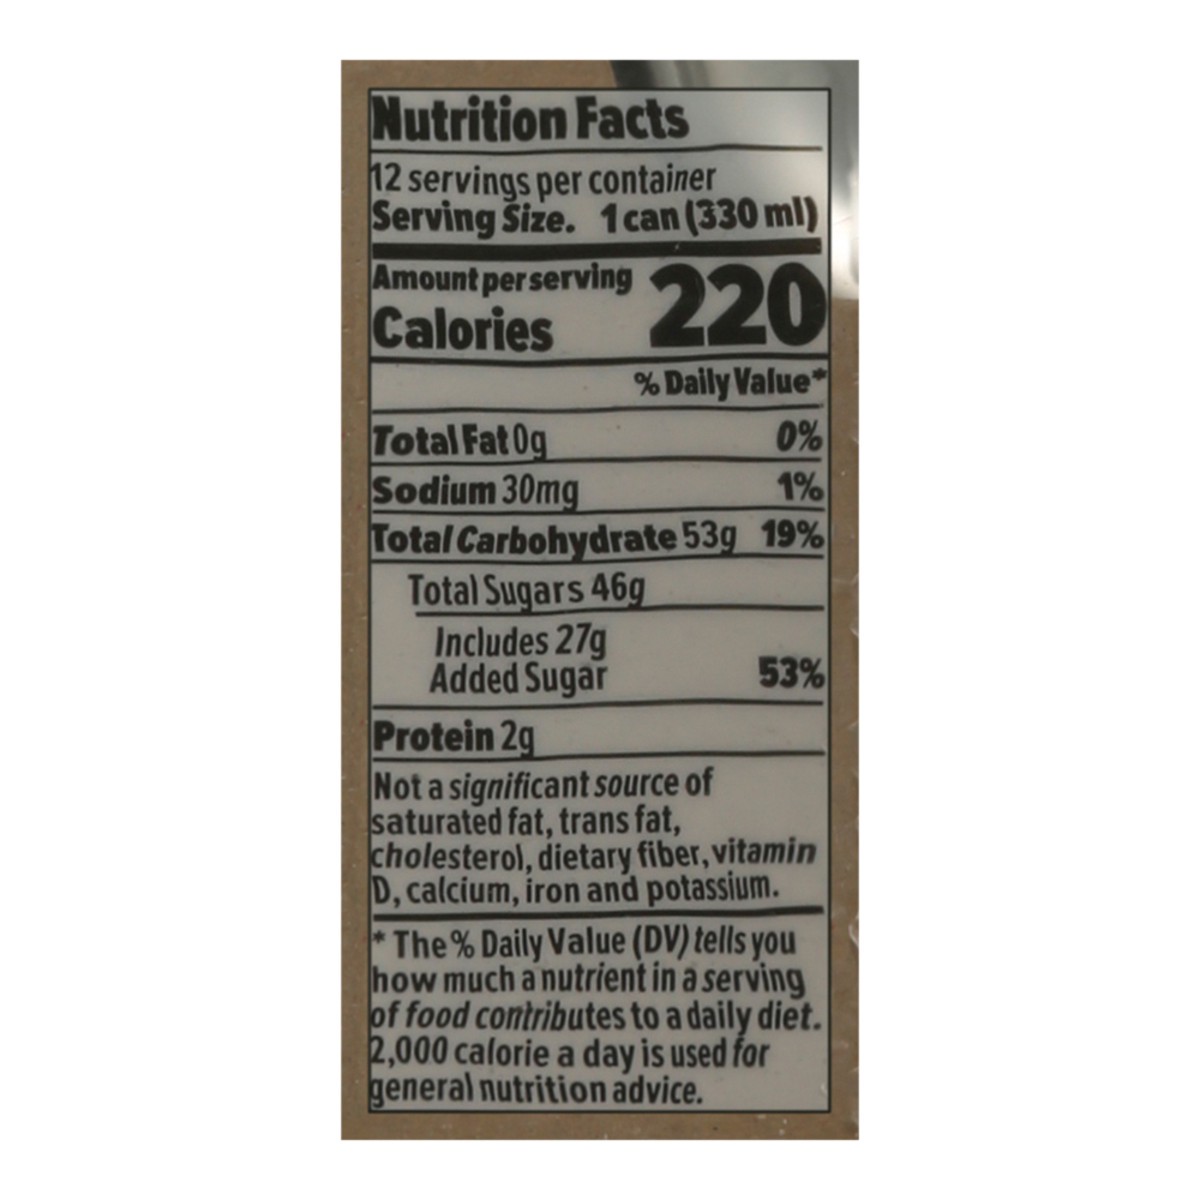 Nutrition Facts
12 servings per container
Serving Size. 1 can (330 ml)
Amount per serving
Calories 220
% Daily Value*
Total Fat 0g 0%
Sodium 30mg 1%
Total Carbohydrate 53g 19%
Total Sugars 46g
Includes 27g
Added Sugar 53%
Protein 2g
Not a significant source of
saturated fat, trans fat,
cholesterol, dietary fiber, vitamin
D, calcium, iron and potassium.
* The % Daily Value (DV) tells you
how much a nutrient in a serving
of food contributes to a daily diet.
2,000 calorie a day is used for
general nutrition advice.